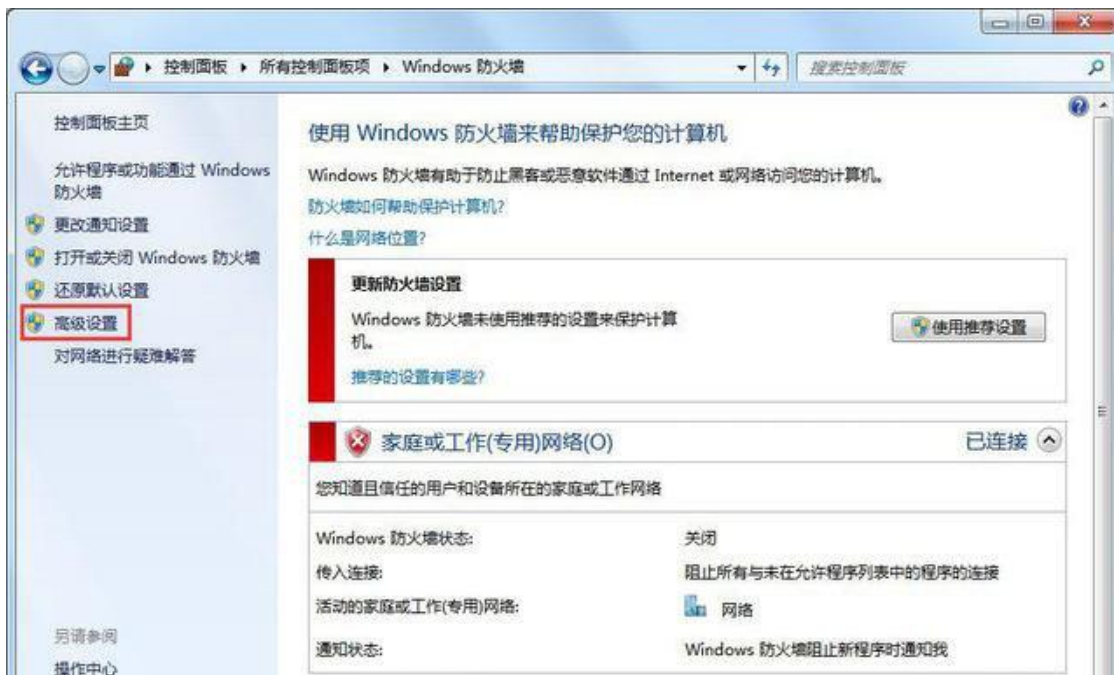 控制面板 ▸ 所有控制面板项 ▸ Windows 防火墙
搜索控制面板
控制面板主页
允许程序或功能通过 Windows
防火墙
更改通知设置
打开或关闭 Windows 防火墙
还原默认设置
高级设置
对网络进行疑难解答
另请参阅
操作中心
使用 Windows 防火墙来帮助保护您的计算机
Windows 防火墙有助于防止黑客或恶意软件通过 Internet 或网络访问您的计算机。
防火墙如何帮助保护计算机?
什么是网络位置?
更新防火墙设置
Windows 防火墙未使用推荐的设置来保护计算
机。
使用推荐设置
推荐的设置有哪些?
家庭或工作(专用)网络(O) 已连接
您知道且信任的用户和设备所在的家庭或工作网络
Windows 防火墙状态: 关闭
传入连接: 阻止所有与未在允许程序列表中的程序的连接
活动的家庭或工作(专用)网络: 网络
通知状态: Windows 防火墙阻止新程序时通知我